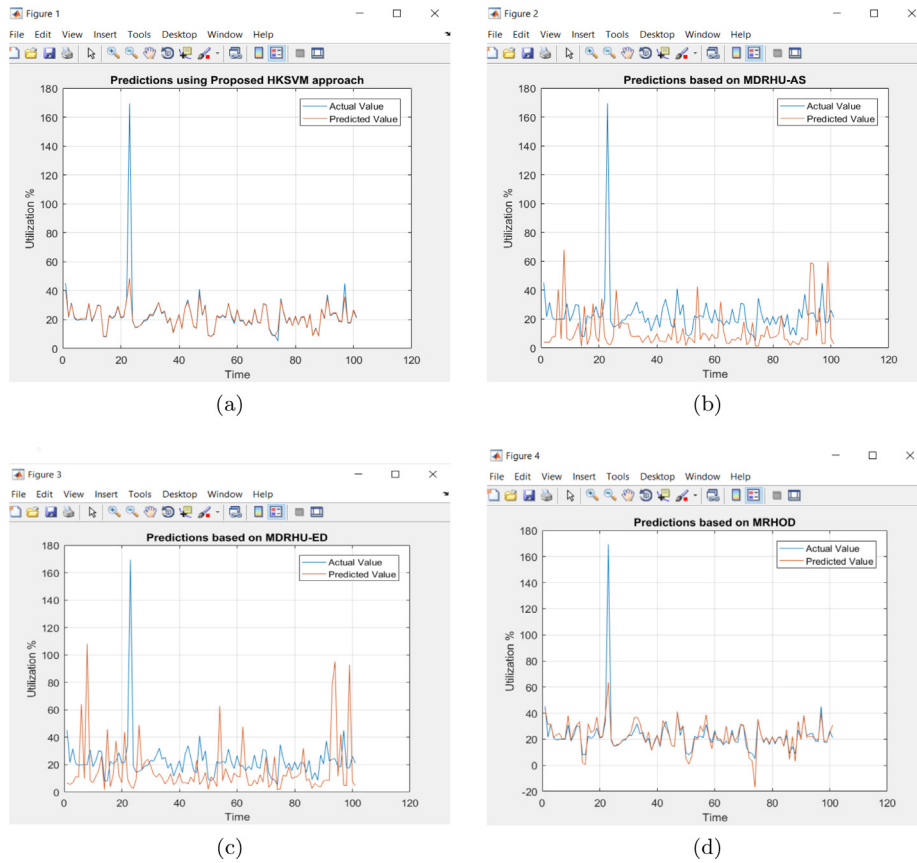 Figure 1
File Edit View Insert Tools Desktop Window Help
Predictions using Proposed HKSVM approach
180
160
140
120
100
80
60
40
20
0
Utilization %
Actual Value
Predicted Value
0 20 40 60 80 100 120
Time
(a)
Figure 2
File Edit View Insert Tools Desktop Window Help
Predictions based on MDRHU-AS
180
160
140
120
100
80
60
40
20
0
Utilization %
Actual Value
Predicted Value
0 20 40 60 80 100 120
Time
(b)
Figure 3
File Edit View Insert Tools Desktop Window Help
Predictions based on MDRHU-ED
180
160
140
120
100
80
60
40
20
0
Utilization %
Actual Value
Predicted Value
0 20 40 60 80 100 120
Time
(c)
Figure 4
File Edit View Insert Tools Desktop Window Help
Predictions based on MRHOD
180
160
140
120
100
80
60
40
20
0
-20
Utilization %
Actual Value
Predicted Value
0 20 40 60 80 100 120
Time
(d)